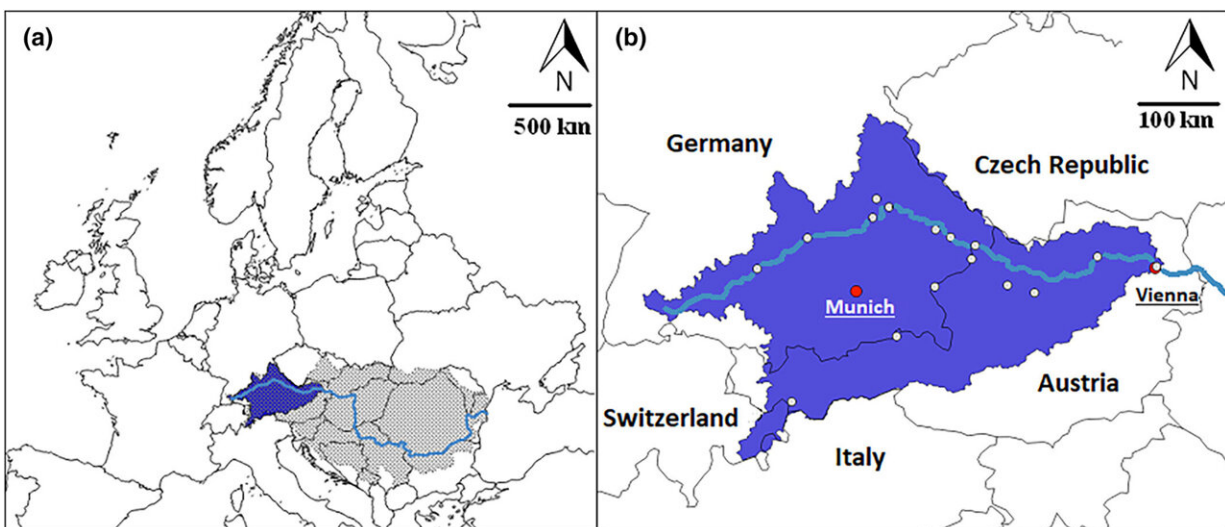 (a)
N
500 km
(b)
N
100 km
Germany
Czech Republic
Munich
Vienna
Austria
Switzerland
Italy